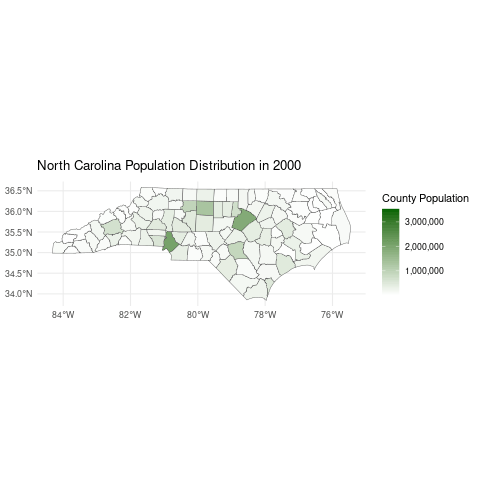 North Carolina Population Distribution in 2000
36.5°N
36.0°N
35.5°N
35.0°N
34.5°N
34.0°N
84°W
82°W
80°W
78°W
76°W
County Population
3,000,000
2,000,000
1,000,000